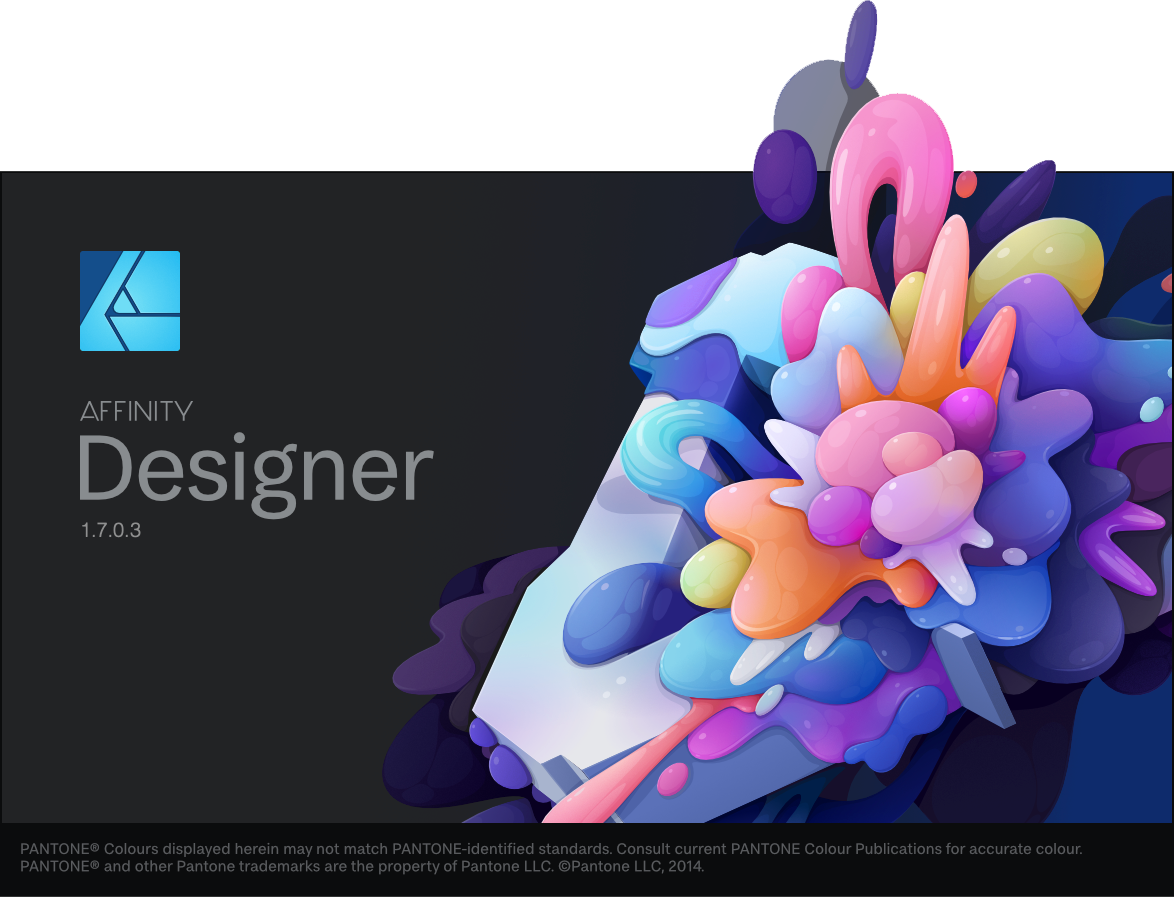 AFFINITY
Designer
1.7.0.3
PANTONE® Colours displayed herein may not match PANTONE-identified standards. Consult current PANTONE Colour Publications for accurate colour.
PANTONE® and other Pantone trademarks are the property of Pantone LLC. ©Pantone LLC, 2014.